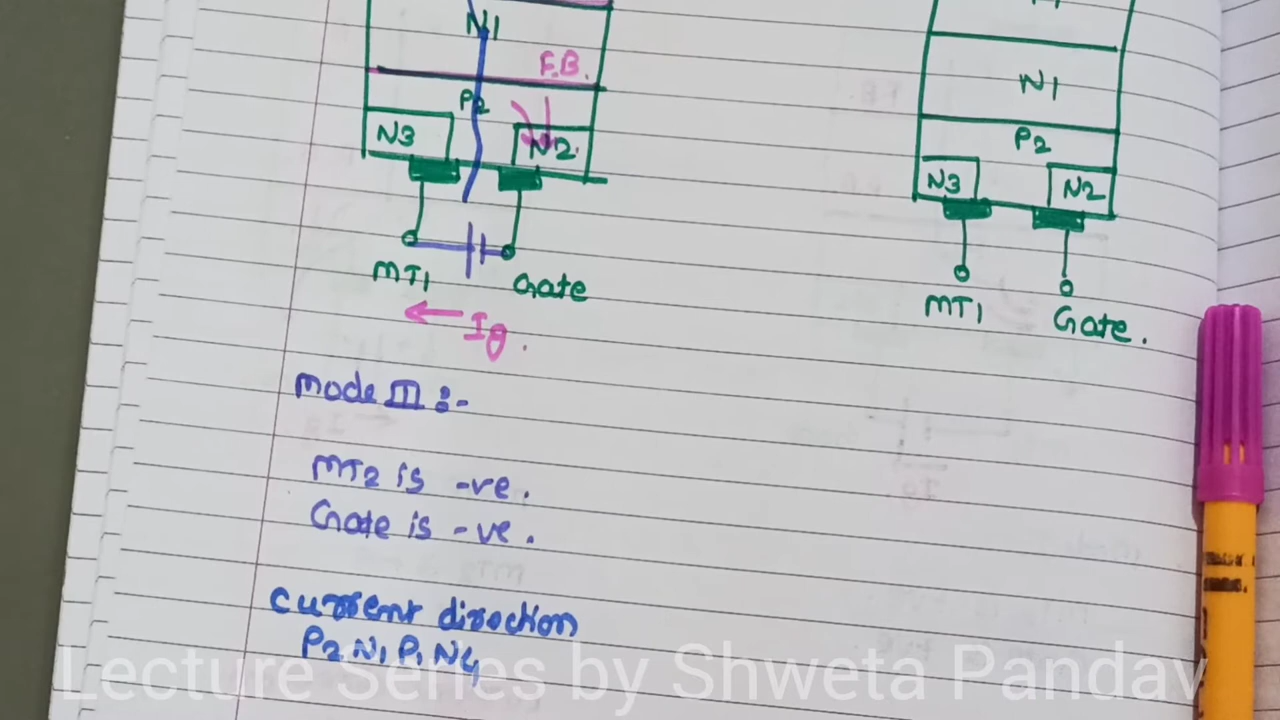 N1
F.B.
P2
N3
N2
MT1
Gate
Ig.
N1
P2
N3
N2
MT1
Gate.
Mode III :-
MT2 is -ve.
Gate is -ve.
Current direction
P2 N1 P1 N4
Lecture Series by Shweta Pandav